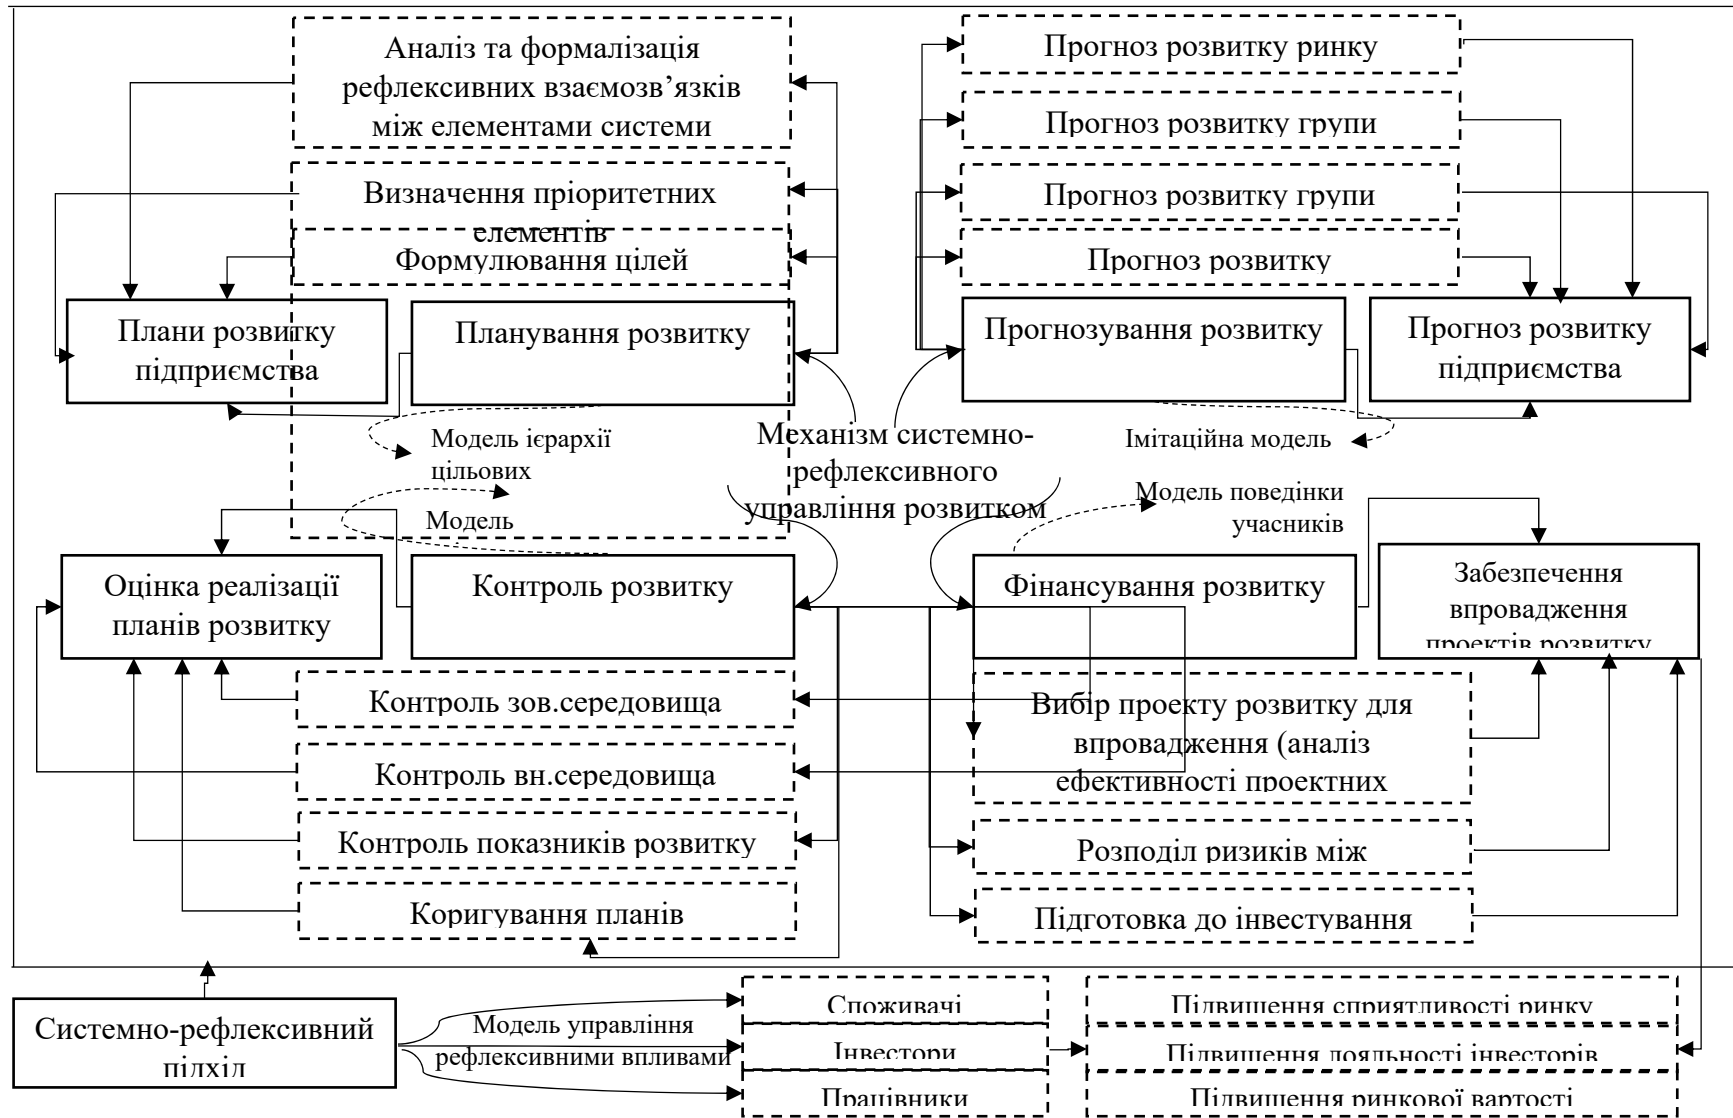 Аналіз та формалізація
рефлексивних взаємозв’язків
між елементами системи
Визначення пріоритетних
елементів
Формулювання цілей
Плани розвитку
підприємства
Планування розвитку
Прогноз розвитку ринку
Прогноз розвитку групи
Прогноз розвитку групи
Прогноз розвитку
Прогнозування розвитку
Прогноз розвитку
підприємства
Модель ієрархії
цільових
Модель
Механізм системно-
рефлексивного
управління розвитком
Імітаційна модель
Модель поведінки
учасників
Оцінка реалізації
планів розвитку
Контроль розвитку
Фінансування розвитку
Забезпечення
впровадження
проектів розвитку
Контроль зов.середовища
Контроль вн.середовища
Контроль показників розвитку
Коригування планів
Вибір проекту розвитку для
впровадження (аналіз
ефективності проектних
Розподіл ризиків між
Підготовка до інвестування
Системно-рефлексивний
підхід
Модель управління
рефлексивними впливами
Споживачі
Інвестори
Працівники
Підвищення сприятливості ринку
Підвищення лояльності інвесторів
Підвищення ринкової вартості